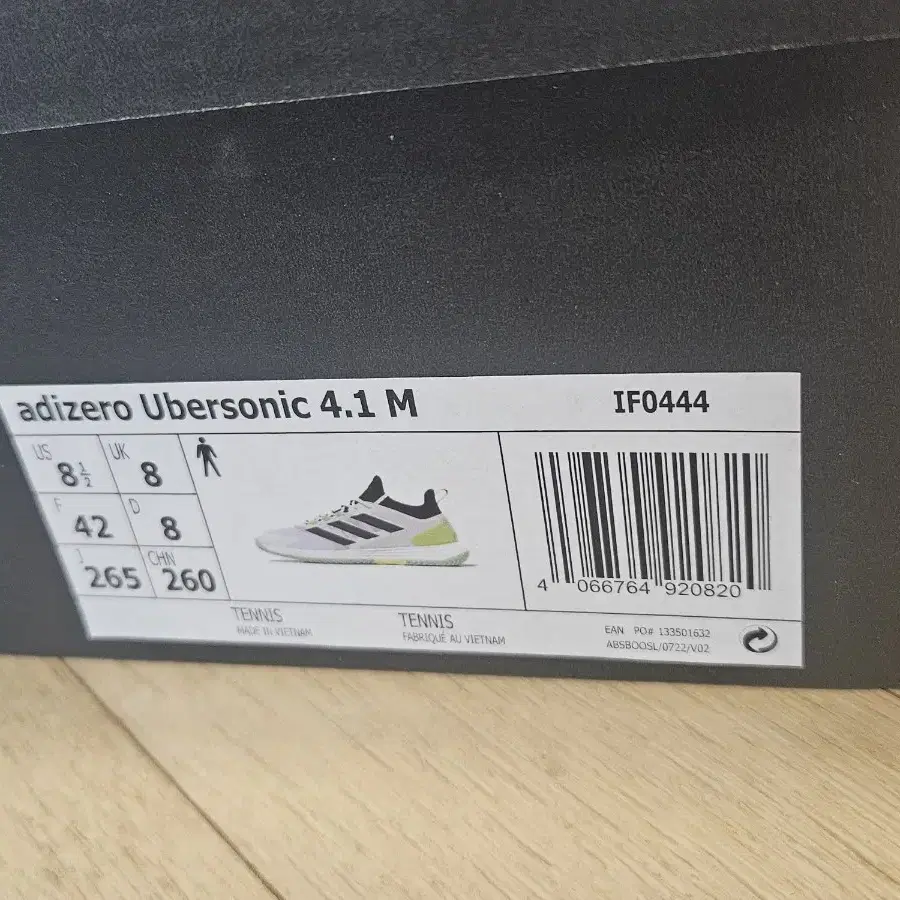 adizero Ubersonic 4.1 M IF0444
US 8½ UK 8
F 42 D 8
J 265 CHN 260
4 066764 920820
TENNIS TENNIS
MADE IN VIETNAM FABRIQUÉ AU VIETNAM
EAN PO# 133501632
ABSBOOSL/0722/V02